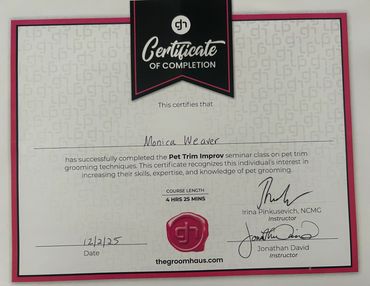 Certificate
OF COMPLETION
This certifies that
Monica Weaver
has successfully completed the Pet Trim Improv seminar class on pet trim
grooming techniques. This certificate recognizes this individual's interest in
increasing their skills, expertise, and knowledge of pet grooming.
COURSE LENGTH
4 HRS 25 MINS
Irina Pinkusevich, NCMG
Instructor
12/2/25
Date
Jonathan David
Jonathan David
Instructor
thegroomhaus.com